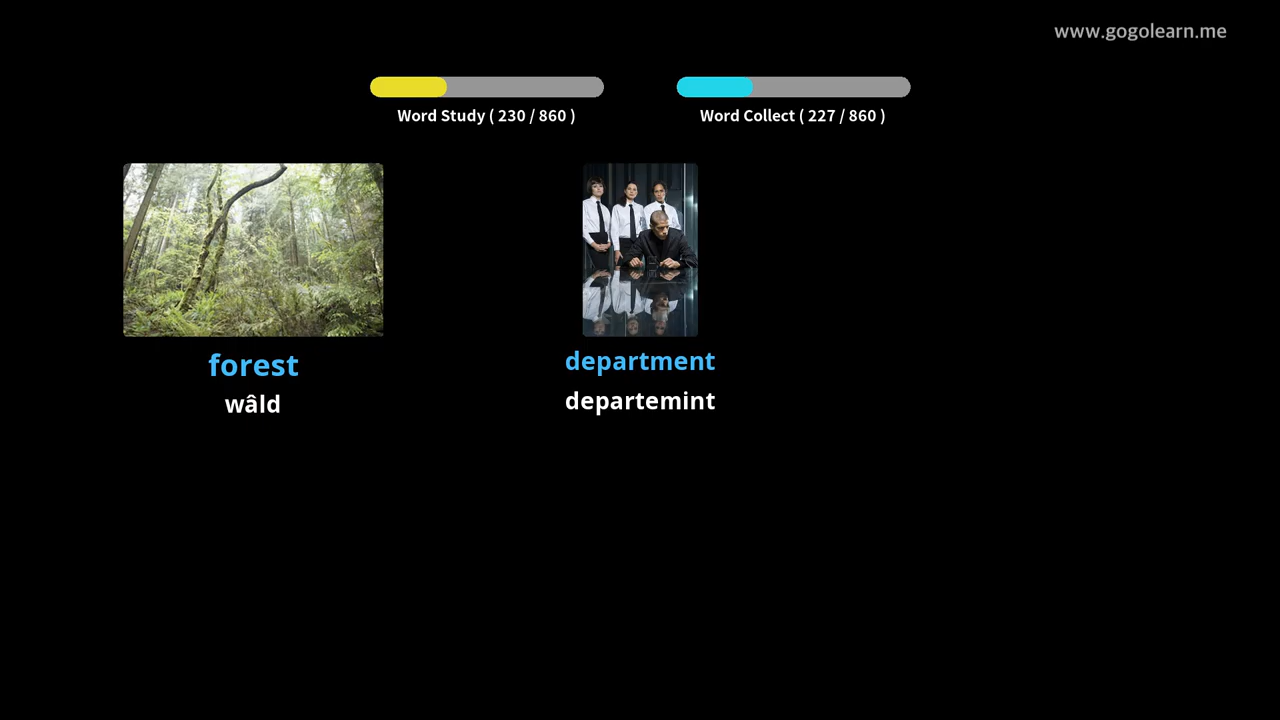 www.gogolearn.me
Word Study ( 230 / 860 )
Word Collect ( 227 / 860 )
forest
wâld
department
departemint